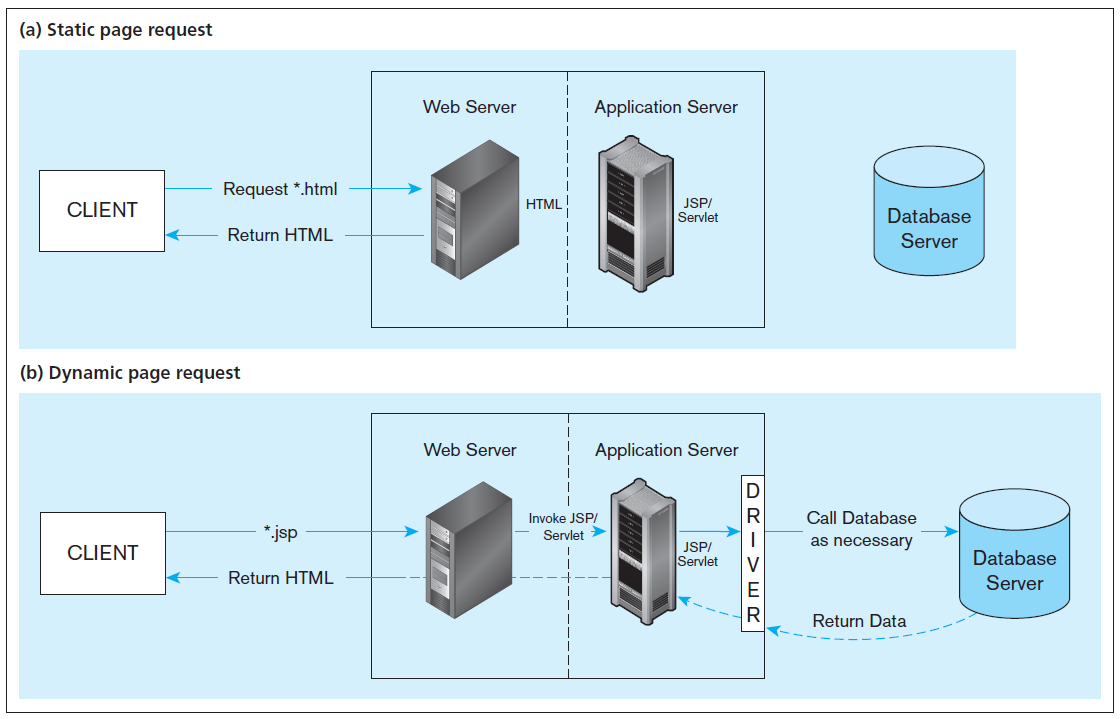 (a) Static page request
Web Server
Application Server
CLIENT
Request *.html
Return HTML
HTML
JSP/
Servlet
Database
Server
(b) Dynamic page request
Web Server
Application Server
CLIENT
*.jsp
Return HTML
Invoke JSP/
Servlet
JSP/
Servlet
DRIVER
Call Database
as necessary
Return Data
Database
Server